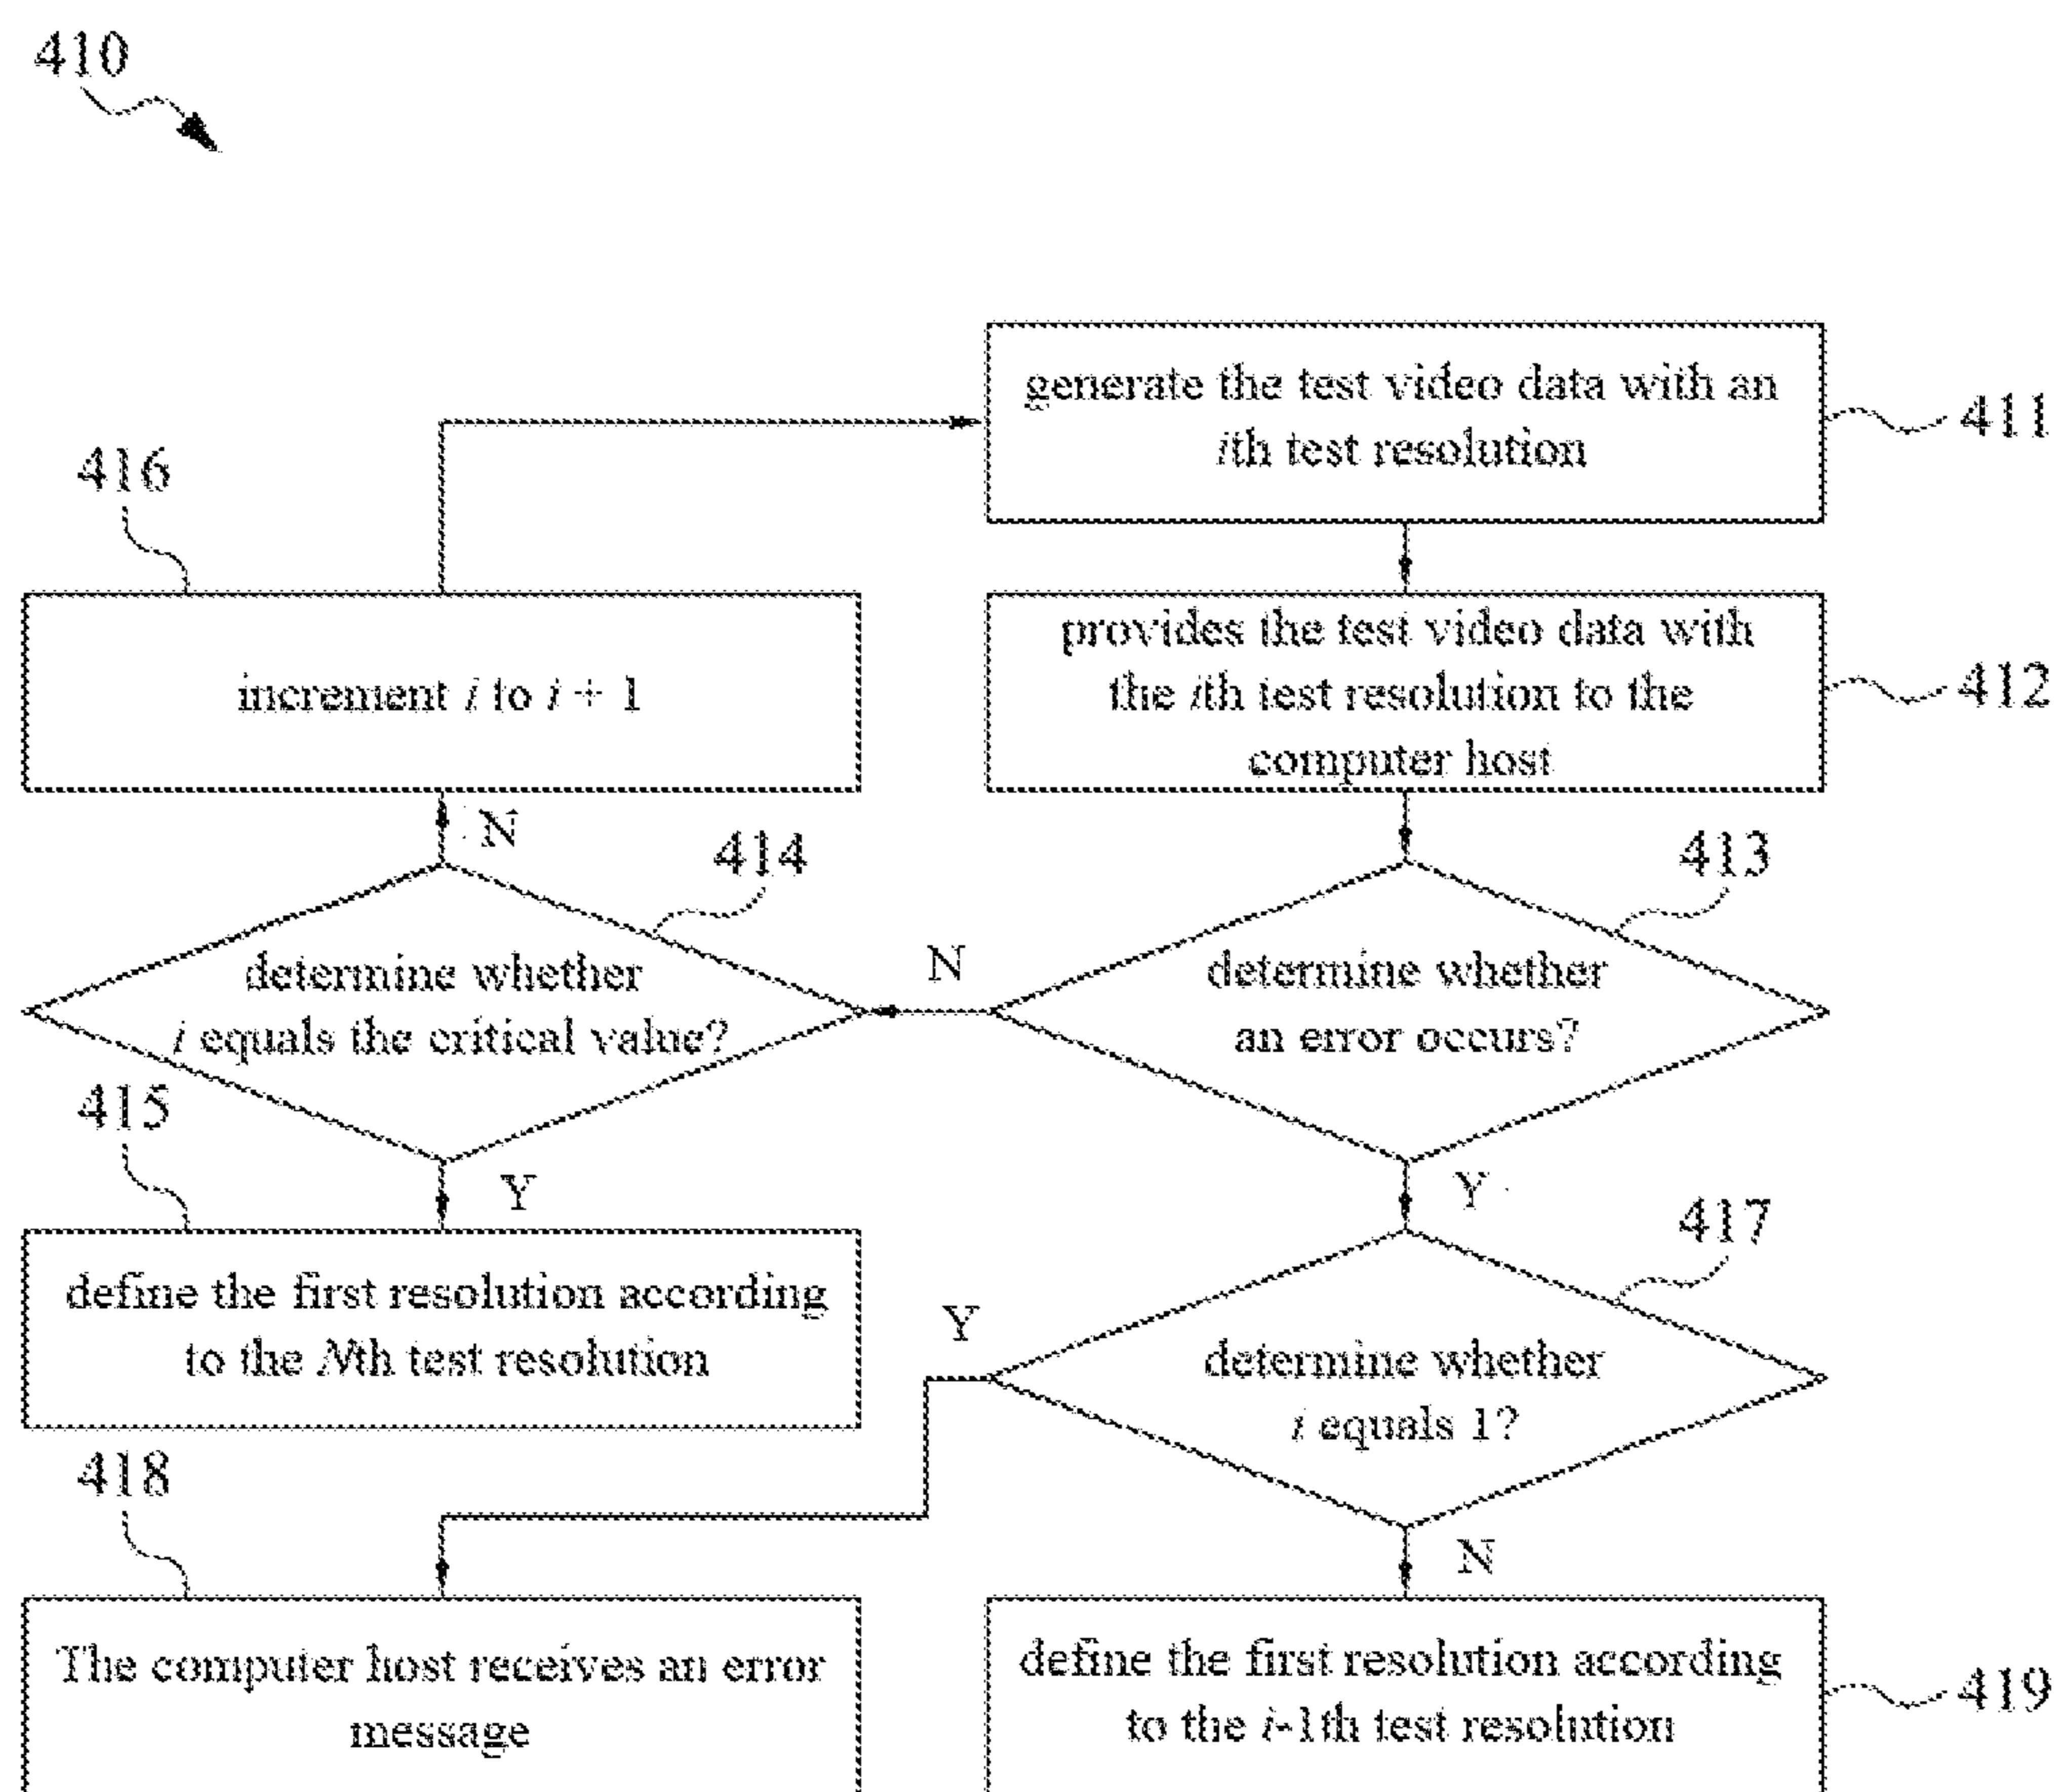 410
generate the test video data with an
ith test resolution
411
416
increment i to i + 1
provides the test video data with
the ith test resolution to the
computer host
412
N
414
413
determine whether
i equals the critical value?
N
determine whether
an error occurs?
415
Y
Y
417
define the first resolution according
to the Nth test resolution
Y
determine whether
i equals 1?
418
N
The computer host receives an error
message
define the first resolution according
to the i-1th test resolution
419